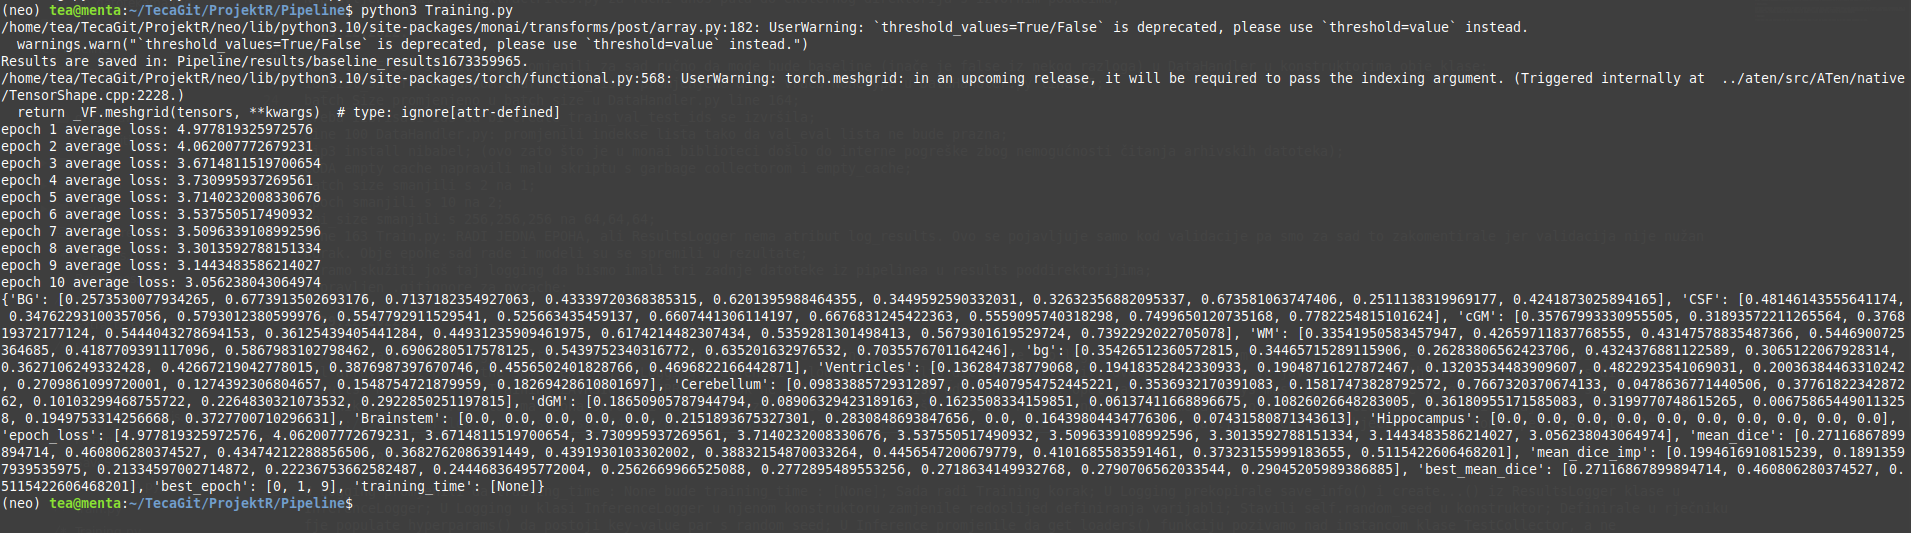 (neo) tea@menta:~/TecaGit/ProjektR/Pipeline$ python3 Training.py
/home/tea/TecaGit/ProjektR/neo/lib/python3.10/site-packages/monai/transforms/post/array.py:182: UserWarning: `threshold_values=True/False` is deprecated, please use `threshold=value` instead.
  warnings.warn("`threshold_values=True/False` is deprecated, please use `threshold=value` instead.")
Results are saved in: Pipeline/results/baseline_results1673359965.
/home/tea/TecaGit/ProjektR/neo/lib/python3.10/site-packages/torch/functional.py:568: UserWarning: torch.meshgrid: in an upcoming release, it will be required to pass the indexing argument. (Triggered internally at  ../aten/src/ATen/native
/TensorShape.cpp:2228.)
  return _VF.meshgrid(tensors, **kwargs)  # type: ignore[attr-defined]
epoch 1 average loss: 4.977819325972576
epoch 2 average loss: 4.062007772679231
epoch 3 average loss: 3.6714811519700654
epoch 4 average loss: 3.730995937269561
epoch 5 average loss: 3.7140232008330676
epoch 6 average loss: 3.537550517490932
epoch 7 average loss: 3.5096339108992596
epoch 8 average loss: 3.3013592788151334
epoch 9 average loss: 3.1443483586214027
epoch 10 average loss: 3.056238043064974
{'BG': [0.2573530077934265, 0.6773913502693176, 0.7137182354927063, 0.43339720368385315, 0.6201395988464355, 0.3449592590332031, 0.32632356882095337, 0.673581063747406, 0.2511138319969177, 0.4241873025894165], 'CSF': [0.48146143555641174,
 0.34762293100357056, 0.5793012380599976, 0.5547792911529541, 0.525663435459137, 0.6607441306114197, 0.6676831245422363, 0.5559095740318298, 0.7499650120735168, 0.7782254815101624], 'cGM': [0.35767993330955505, 0.31893572211265564, 0.3768
19372177124, 0.5444043278694153, 0.36125439405441284, 0.44931235909461975, 0.6174214482307434, 0.5359281301498413, 0.5679301619529724, 0.7392292022705078], 'WM': [0.33541950583457947, 0.42659711837768555, 0.43147578835487366, 0.5446900725
364685, 0.4187709391117096, 0.5867983102798462, 0.6906280517578125, 0.5439752340316772, 0.635201632976532, 0.7035576701164246], 'bg': [0.35426512360572815, 0.34465715289115906, 0.26283806562423706, 0.4324376881122589, 0.3065122067928314,
0.3627106249332428, 0.42667219042778015, 0.3876987397670746, 0.4556502401828766, 0.4696822166442871], 'Ventricles': [0.136284738779068, 0.19418352842330933, 0.19048716127872467, 0.13203534483909607, 0.4822923541069031, 0.20036384463310242
, 0.2709861099720001, 0.1274392306804657, 0.1548754721879959, 0.18269428610801697], 'Cerebellum': [0.09833885729312897, 0.05407954752445221, 0.3536932170391083, 0.15817473828792572, 0.7667320370674133, 0.0478636771440506, 0.37761822342872
62, 0.10103299468755722, 0.2264830321073532, 0.2922850251197815], 'dGM': [0.18650905787944794, 0.08906329423189163, 0.1623508334159851, 0.06137411668896675, 0.10826026648283005, 0.36180955171585083, 0.3199770748615265, 0.0067586544901132
8, 0.1949753314256668, 0.3727700710296631], 'Brainstem': [0.0, 0.0, 0.0, 0.0, 0.0, 0.2151893675327301, 0.2830848693847656, 0.0, 0.16439804434776306, 0.07431580871343613], 'Hippocampus': [0.0, 0.0, 0.0, 0.0, 0.0, 0.0, 0.0, 0.0, 0.0, 0.0],
'epoch_loss': [4.977819325972576, 4.062007772679231, 3.6714811519700654, 3.730995937269561, 3.7140232008330676, 3.537550517490932, 3.5096339108992596, 3.3013592788151334, 3.1443483586214027, 3.056238043064974], 'mean_dice': [0.27116867899
894714, 0.460806280374527, 0.43474212288856506, 0.3682762086391449, 0.4391930103302002, 0.38832154870033264, 0.4456547200679779, 0.4101685583591461, 0.37323155999183655, 0.5115422606468201], 'mean_dice_imp': [0.1994616910815239, 0.1891359
7939535975, 0.21334597002714872, 0.22236753662582487, 0.24446836495772004, 0.2562669966525088, 0.2772895489553256, 0.2718634149932768, 0.2790706562033544, 0.29045205989386885], 'best_mean_dice': [0.27116867899894714, 0.460806280374527, 0.
5115422606468201], 'best_epoch': [0, 1, 9], 'training_time': [None]}
(neo) tea@menta:~/TecaGit/ProjektR/Pipeline$